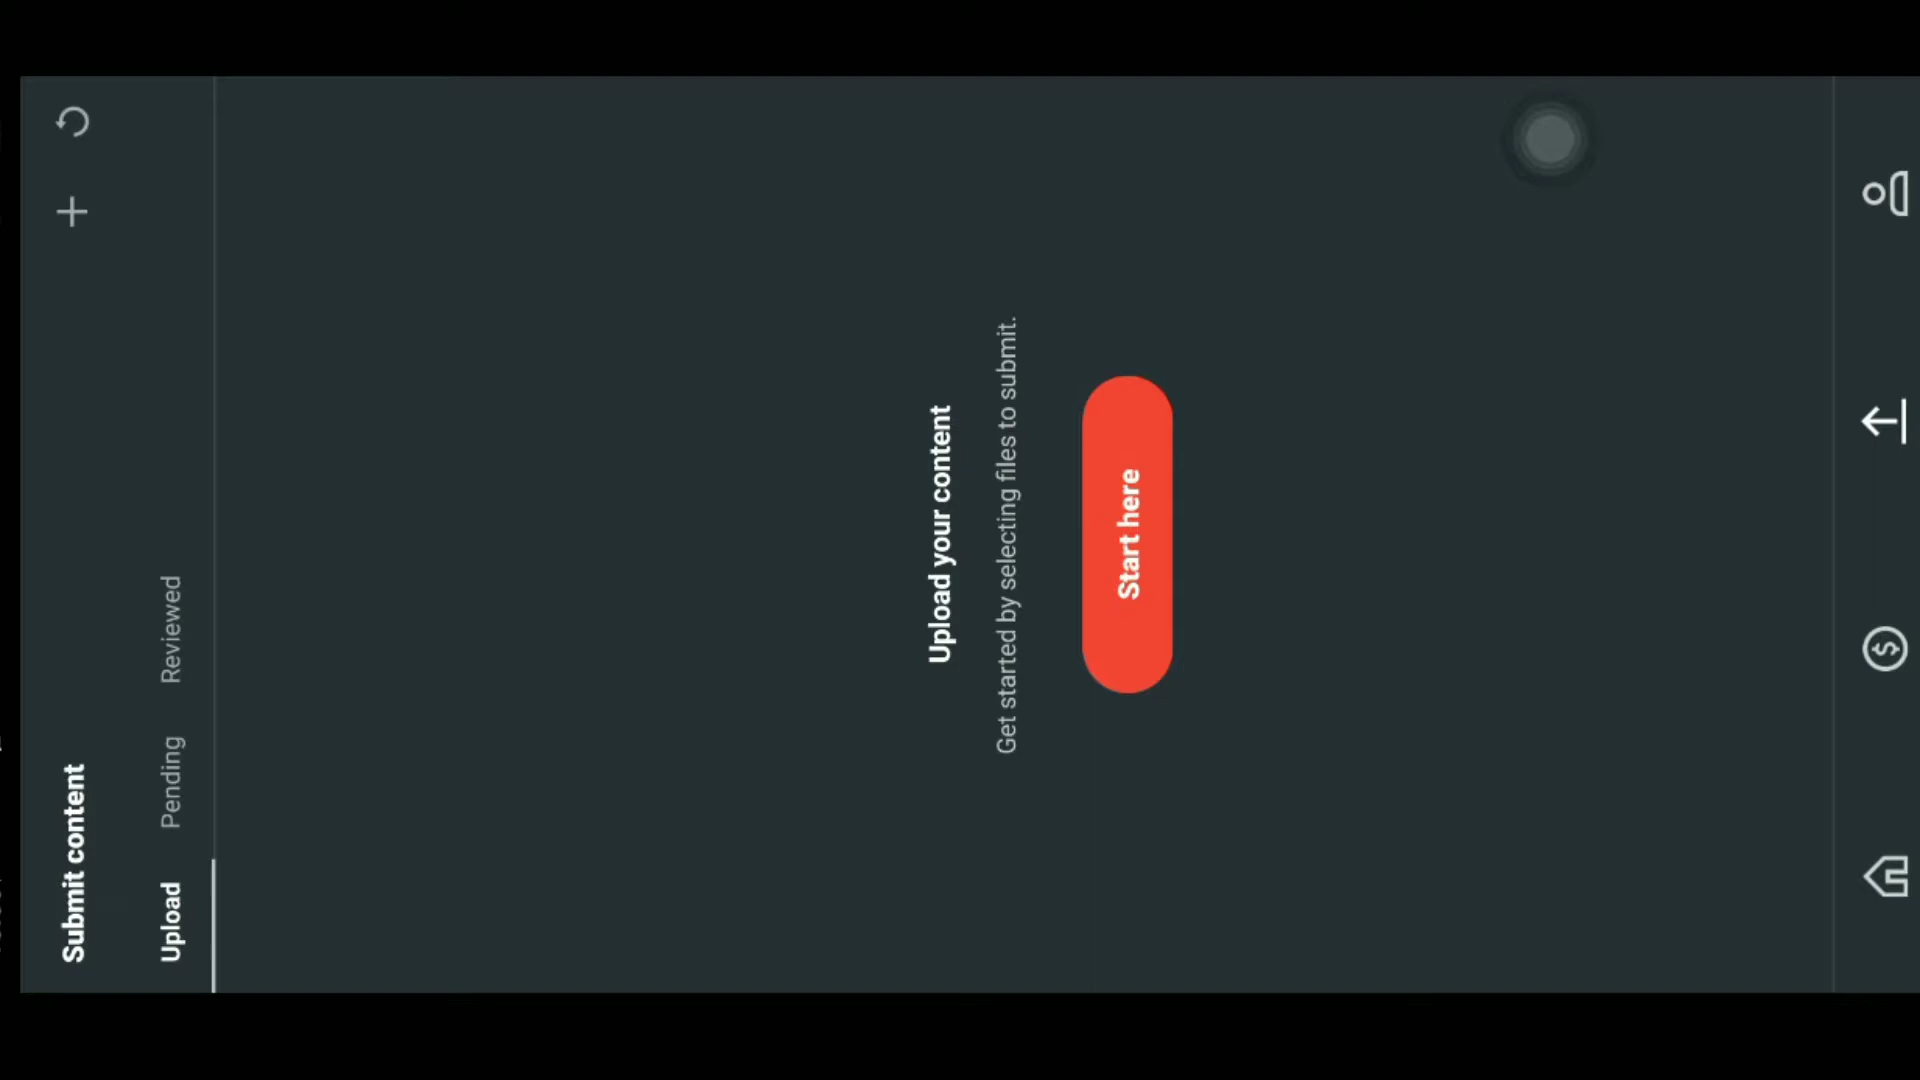 Submit content
Upload Pending Reviewed
Upload your content
Get started by selecting files to submit.
Start here